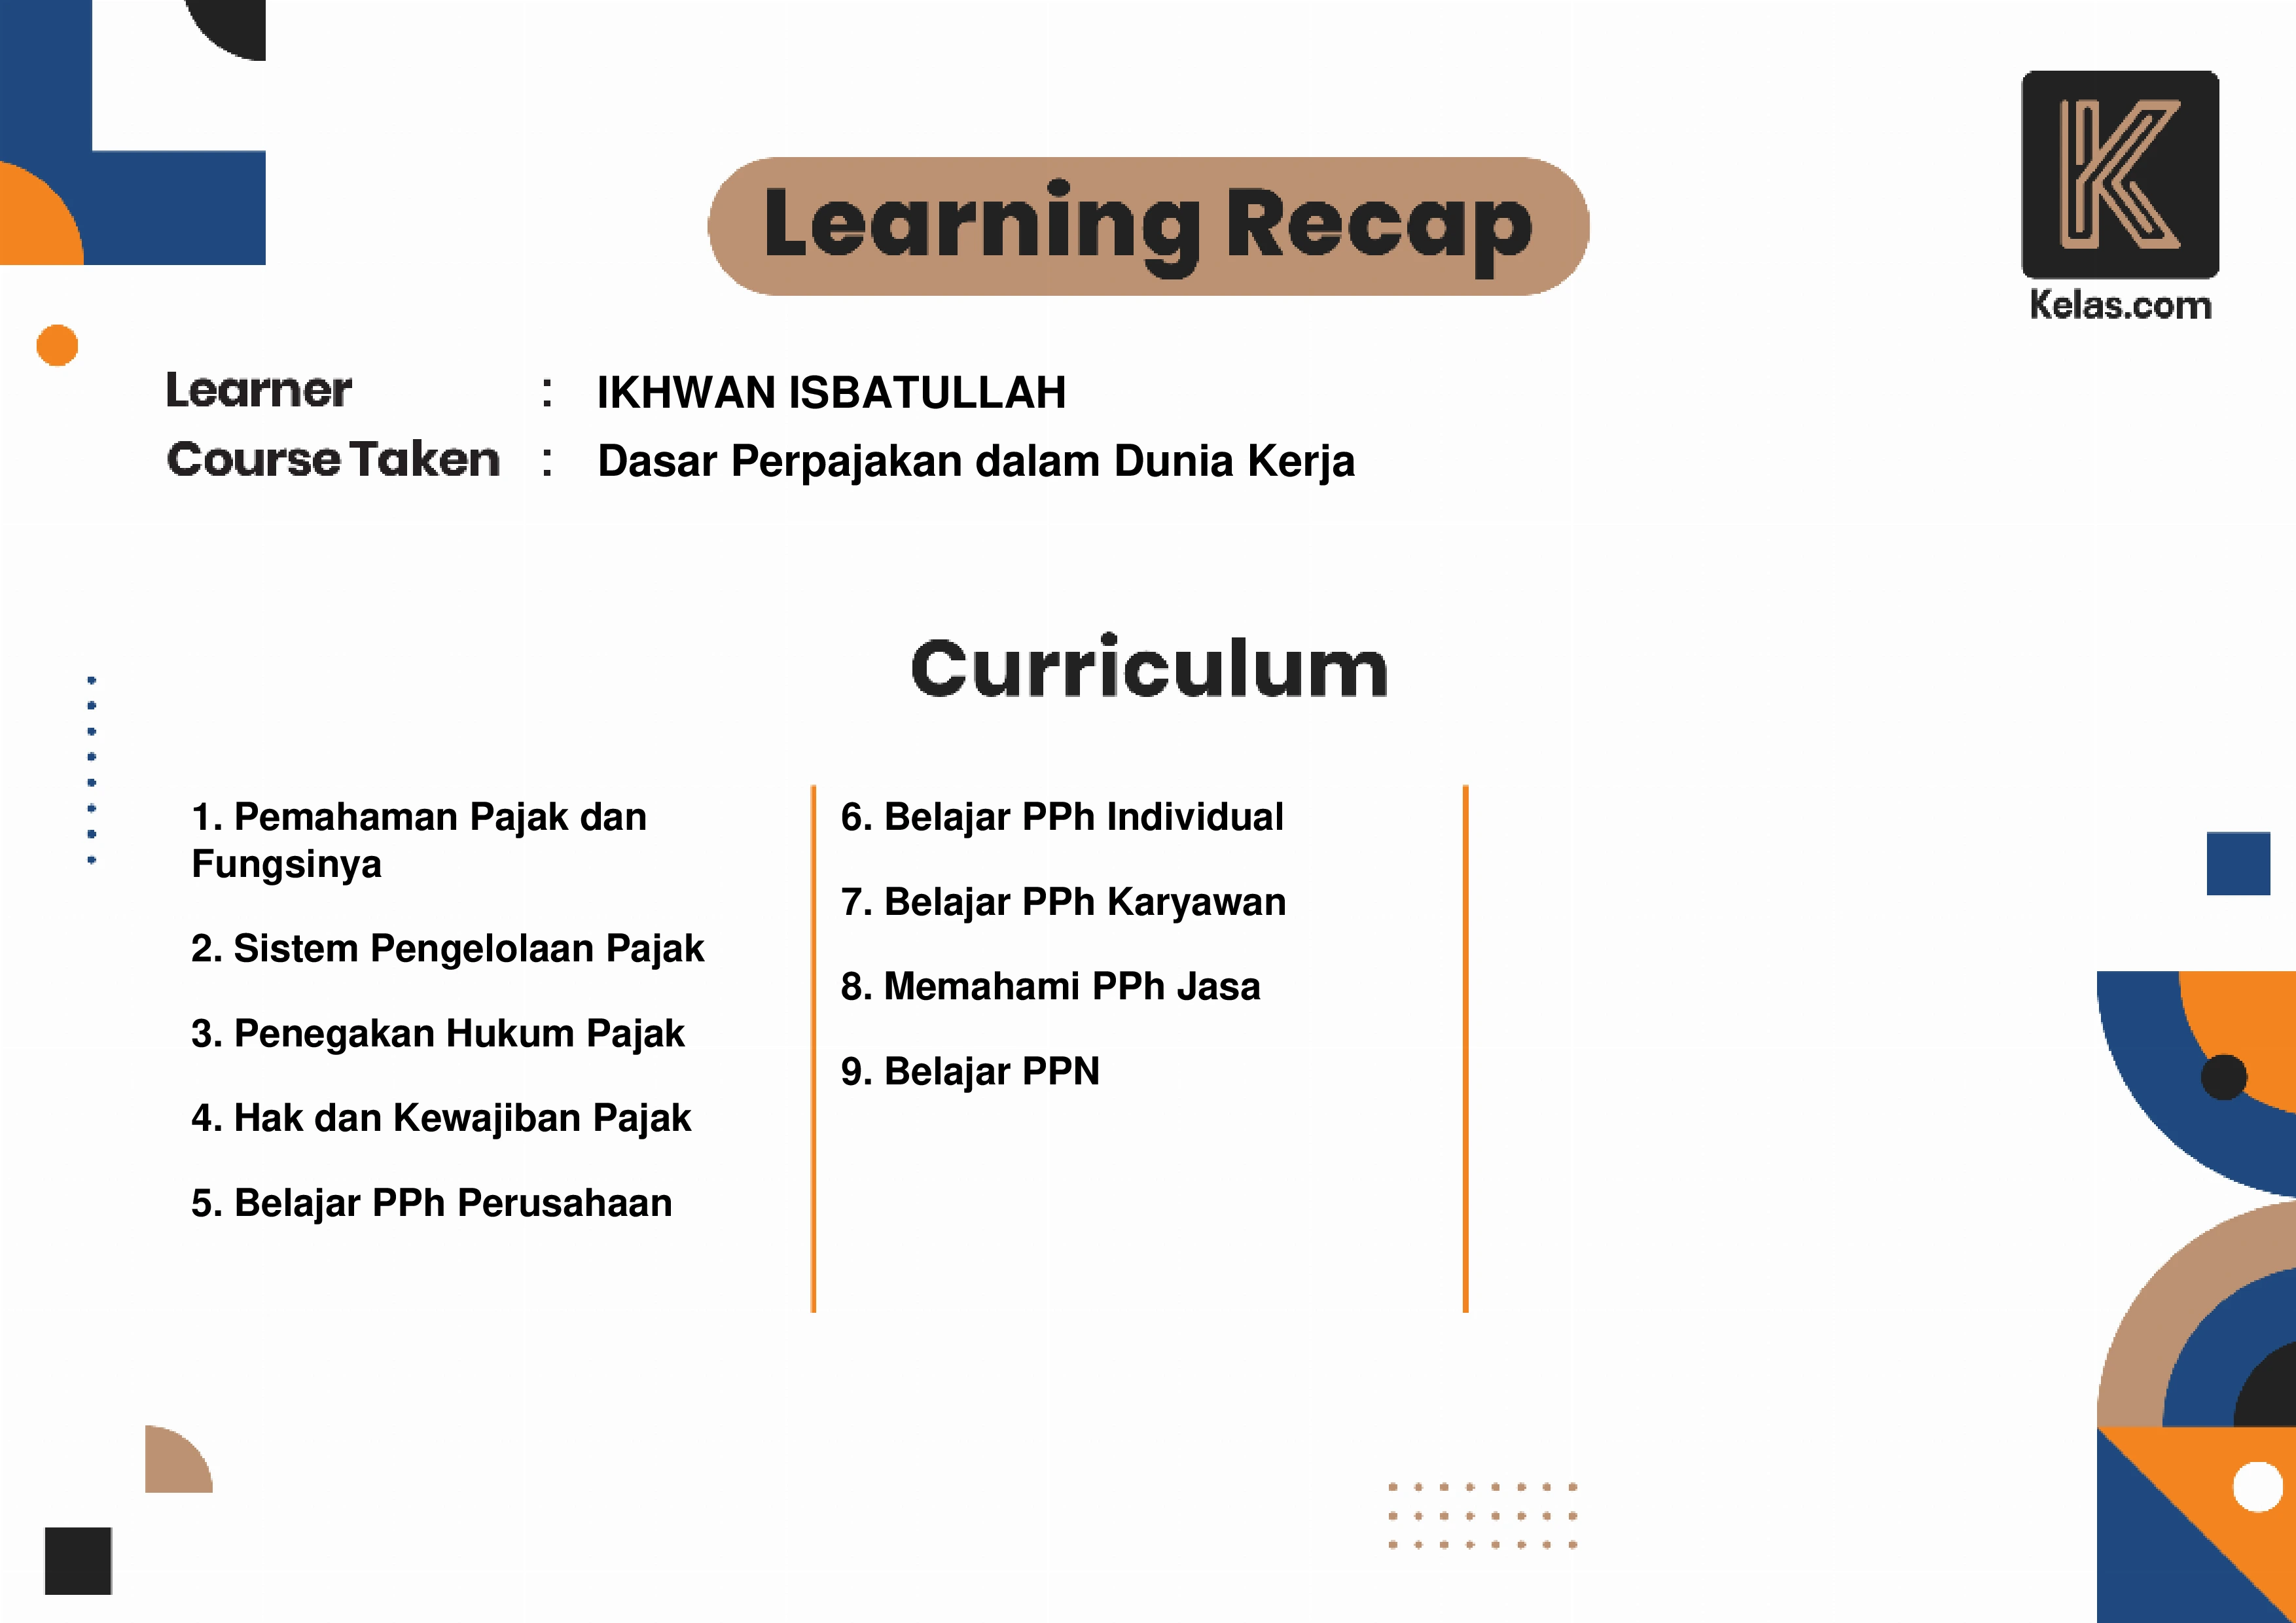 Learning Recap
K
Kelas.com
Learner : IKHWAN ISBATULLAH
Course Taken : Dasar Perpajakan dalam Dunia Kerja
Curriculum
1. Pemahaman Pajak dan
Fungsinya
2. Sistem Pengelolaan Pajak
3. Penegakan Hukum Pajak
4. Hak dan Kewajiban Pajak
5. Belajar PPh Perusahaan
6. Belajar PPh Individual
7. Belajar PPh Karyawan
8. Memahami PPh Jasa
9. Belajar PPN